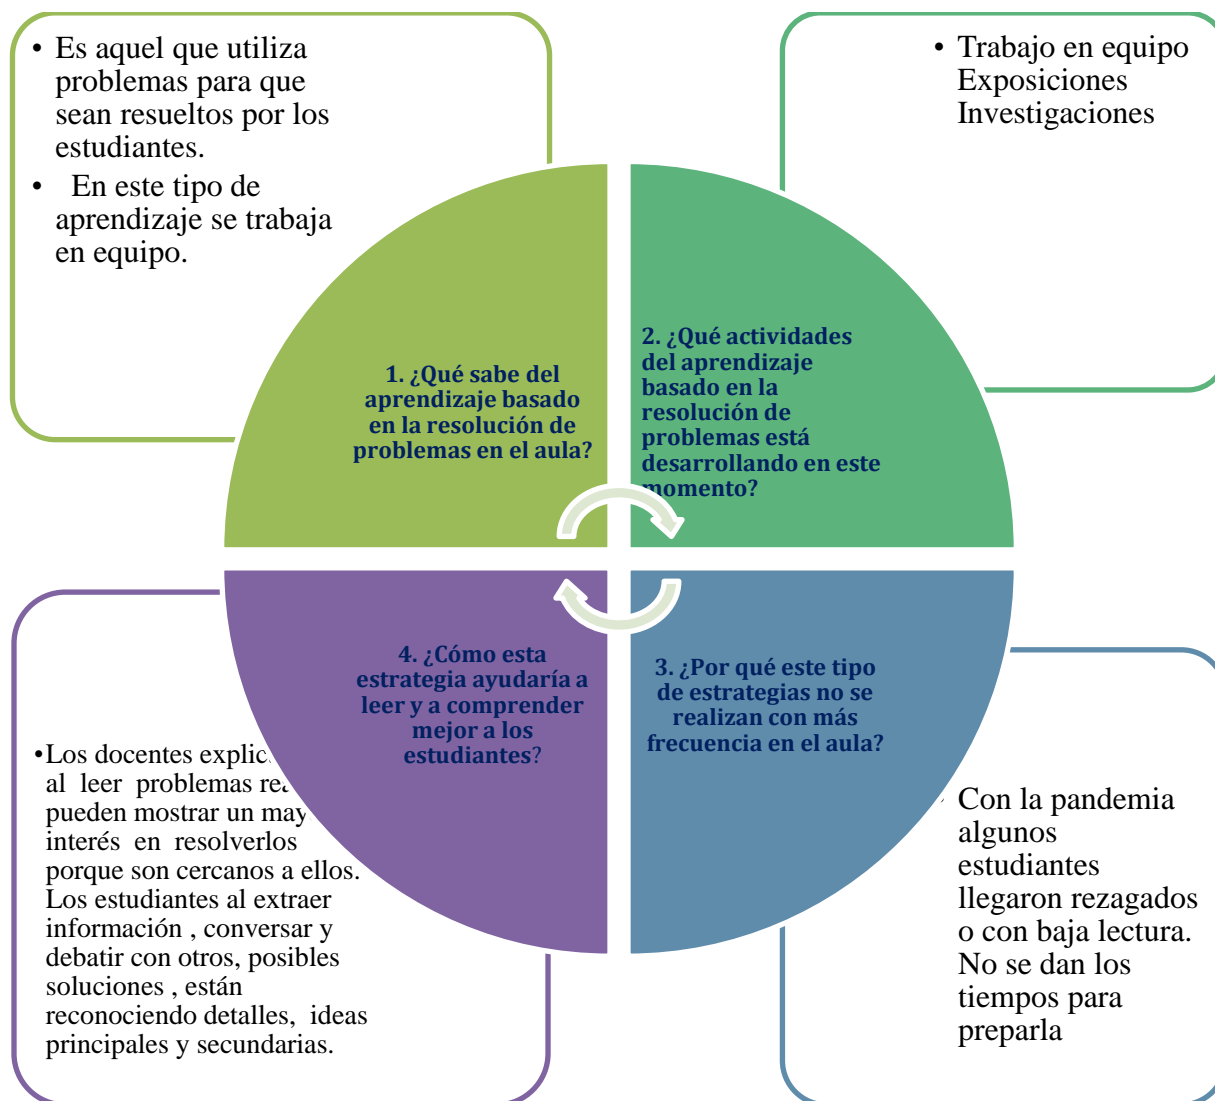 • Es aquel que utiliza
problemas para que
sean resueltos por los
estudiantes.
• En este tipo de
aprendizaje se trabaja
en equipo.
1. ¿Qué sabe del
aprendizaje basado
en la resolución de
problemas en el aula?
• Trabajo en equipo
Exposiciones
Investigaciones
2. ¿Qué actividades
del aprendizaje
basado en la
resolución de
problemas está
desarrollando en este
momento?
3. ¿Por qué este tipo
de estrategias no se
realizan con más
frecuencia en el aula?
Con la pandemia
algunos
estudiantes
llegaron rezagados
o con baja lectura.
No se dan los
tiempos para
preparla
4. ¿Cómo esta
estrategia ayudaría a
leer y a comprender
mejor a los
estudiantes?
•Los docentes
al leer problemas
pueden mostrar un
interés en resolverlos
porque son cercanos a ellos.
Los estudiantes al extraer
información , conversar y
debatir con otros, posibles
soluciones , están
reconociendo detalles, ideas
principales y secundarias.